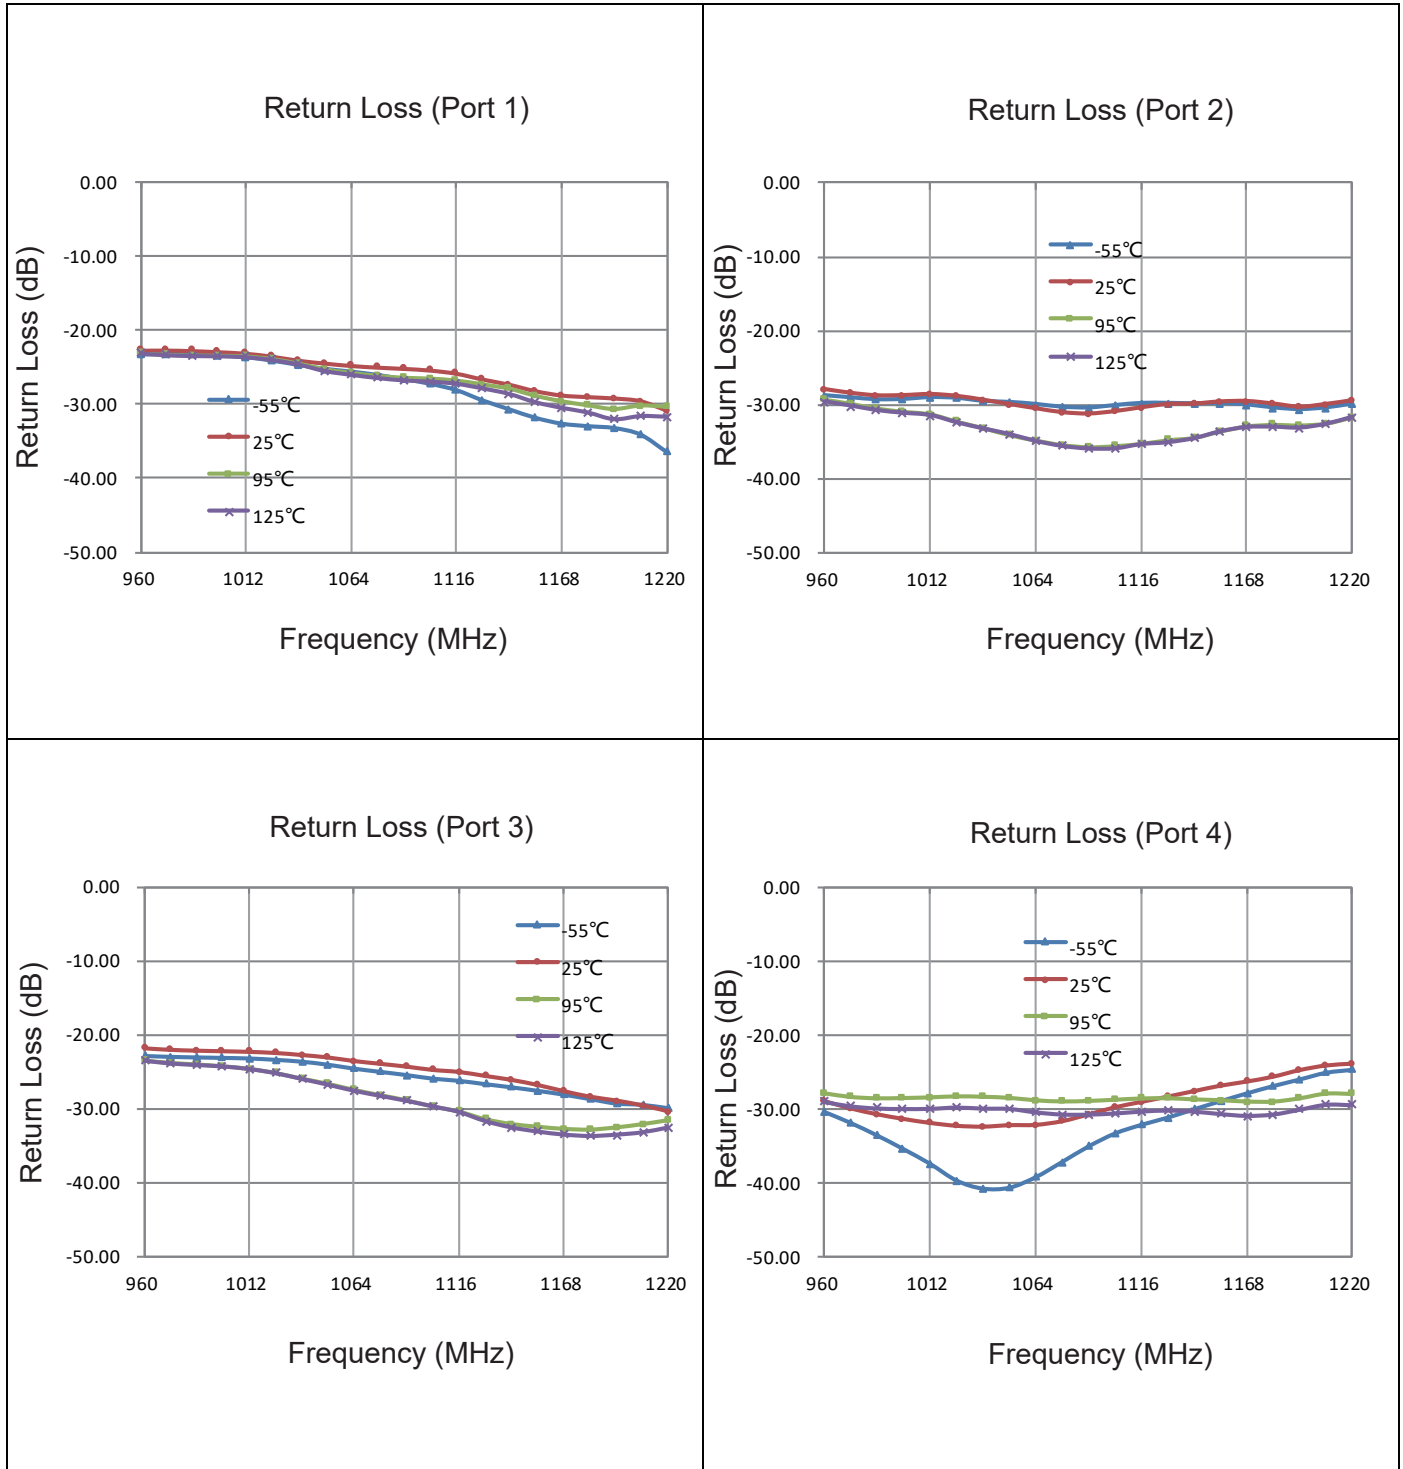 Return Loss (Port 1)
0.00
-10.00
-20.00
-30.00
-40.00
-50.00
Return Loss (dB)
-55℃
25℃
95℃
125℃
960 1012 1064 1116 1168 1220
Frequency (MHz)
Return Loss (Port 2)
0.00
-10.00
-20.00
-30.00
-40.00
-50.00
Return Loss (dB)
-55℃
25℃
95℃
125℃
960 1012 1064 1116 1168 1220
Frequency (MHz)
Return Loss (Port 3)
0.00
-10.00
-20.00
-30.00
-40.00
-50.00
Return Loss (dB)
-55℃
25℃
95℃
125℃
960 1012 1064 1116 1168 1220
Frequency (MHz)
Return Loss (Port 4)
0.00
-10.00
-20.00
-30.00
-40.00
-50.00
Return Loss (dB)
-55℃
25℃
95℃
125℃
960 1012 1064 1116 1168 1220
Frequency (MHz)